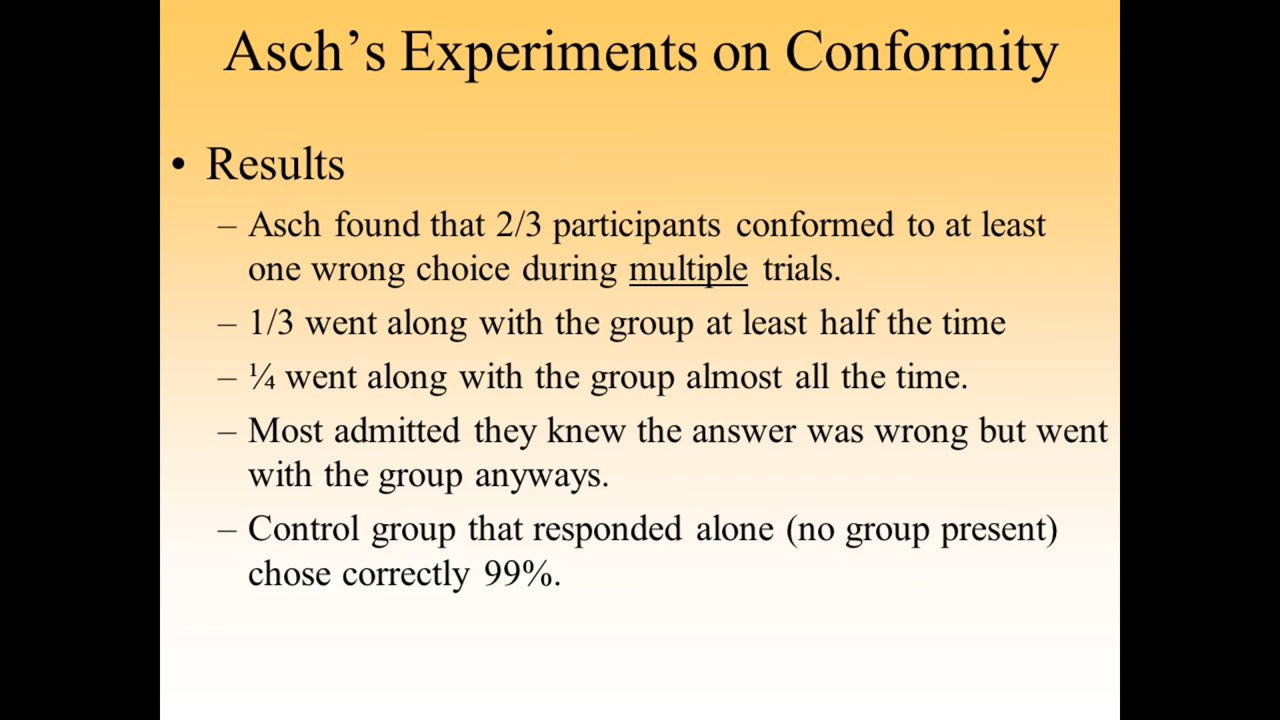 Asch’s Experiments on Conformity
• Results
– Asch found that 2/3 participants conformed to at least
one wrong choice during multiple trials.
– 1/3 went along with the group at least half the time
– ¼ went along with the group almost all the time.
– Most admitted they knew the answer was wrong but went
with the group anyways.
– Control group that responded alone (no group present)
chose correctly 99%.